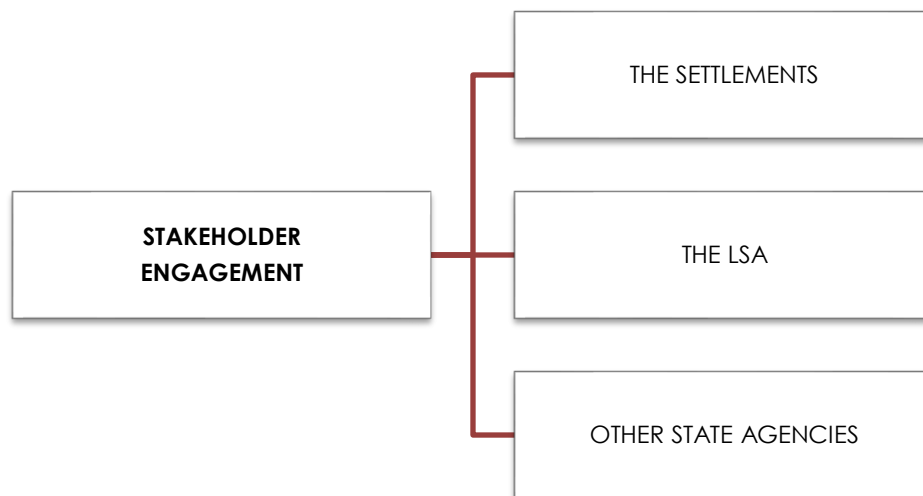 THE SETTLEMENTS
STAKEHOLDER
ENGAGEMENT
THE LSA
OTHER STATE AGENCIES